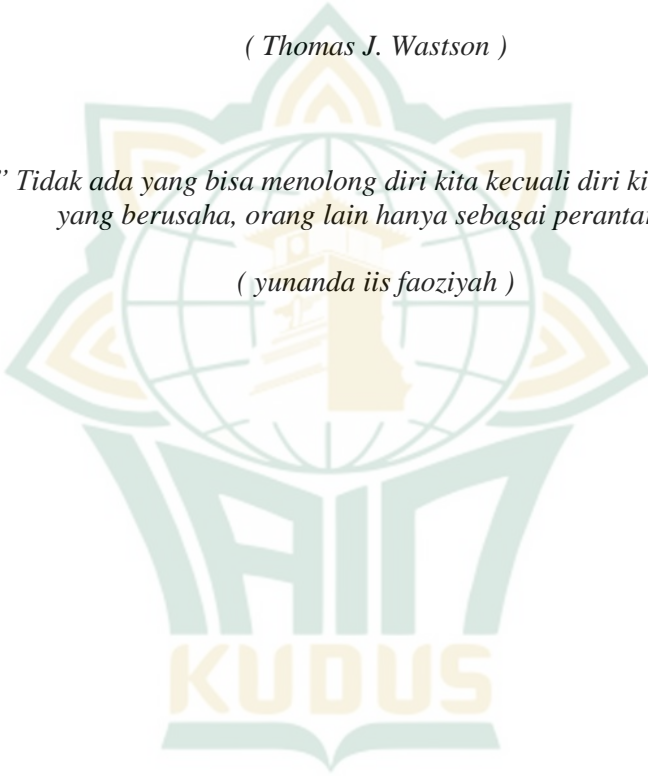 ( Thomas J. Wastson )
” Tidak ada yang bisa menolong diri kita kecuali diri
yang berusaha, orang lain hanya sebagai
( yunanda iis faoziyah )
IAIN
KUDUS